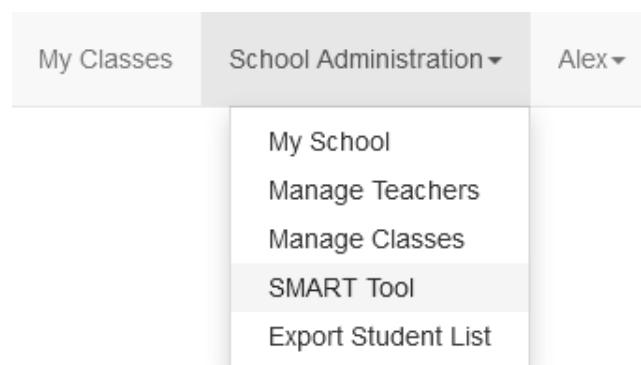 My Classes School Administration Alex
My School
Manage Teachers
Manage Classes
SMART Tool
Export Student List